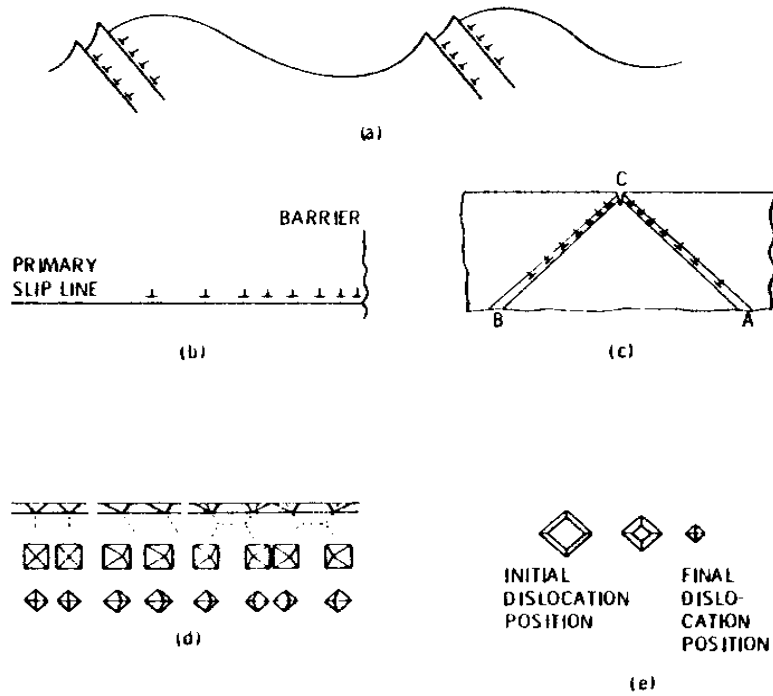 (a)
BARRIER
PRIMARY
SLIP LINE
(b)
C
B
A
(c)
(d)
INITIAL
DISLOCATION
POSITION
FINAL
DISLO-
CATION
POSITION
(e)